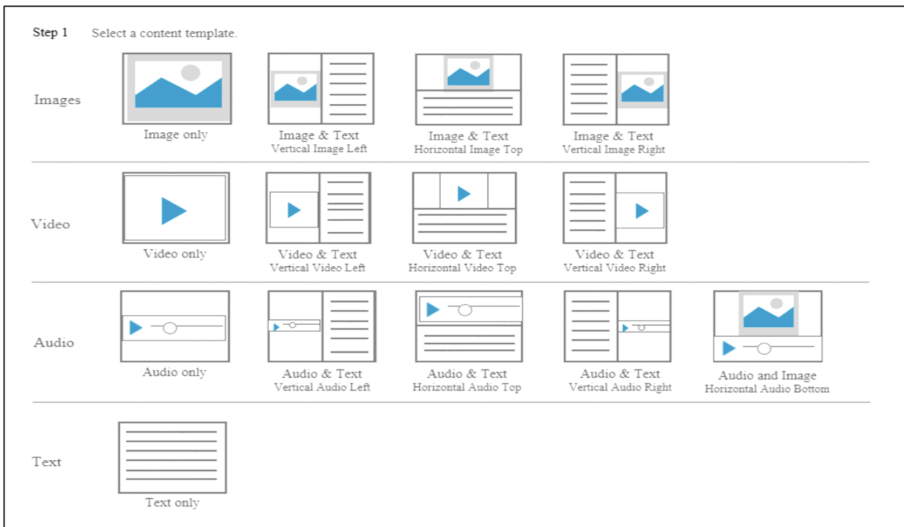 Step 1 Select a content template.
Images
Image only
Image & Text
Vertical Image Left
Image & Text
Horizontal Image Top
Image & Text
Vertical Image Right
Video
Video only
Video & Text
Vertical Video Left
Video & Text
Horizontal Video Top
Video & Text
Vertical Video Right
Audio
Audio only
Audio & Text
Vertical Audio Left
Audio & Text
Horizontal Audio Top
Audio & Text
Vertical Audio Right
Audio and Image
Horizontal Audio Bottom
Text
Text only